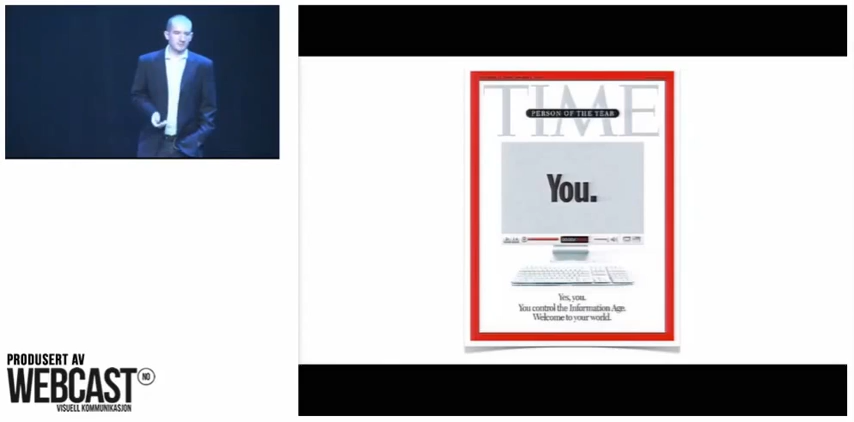 TIME
PERSON OF THE YEAR
You.
Yes, you.
You control the Information Age.
Welcome to your world.
PRODUSERT AV
WEBCAST NO
VISUELL KOMMUNIKASJON